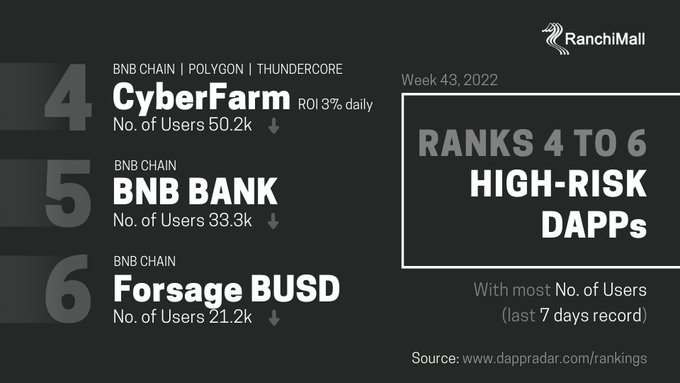 RanchiMall
Week 43, 2022
RANKS 4 TO 6
HIGH-RISK
DAPPs
With most No. of Users
(last 7 days record)
Source: www.dappradar.com/rankings
4
BNB CHAIN | POLYGON | THUNDERCORE
CyberFarm ROI 3% daily
No. of Users 50.2k
5
BNB CHAIN
BNB BANK
No. of Users 33.3k
6
BNB CHAIN
Forsage BUSD
No. of Users 21.2k